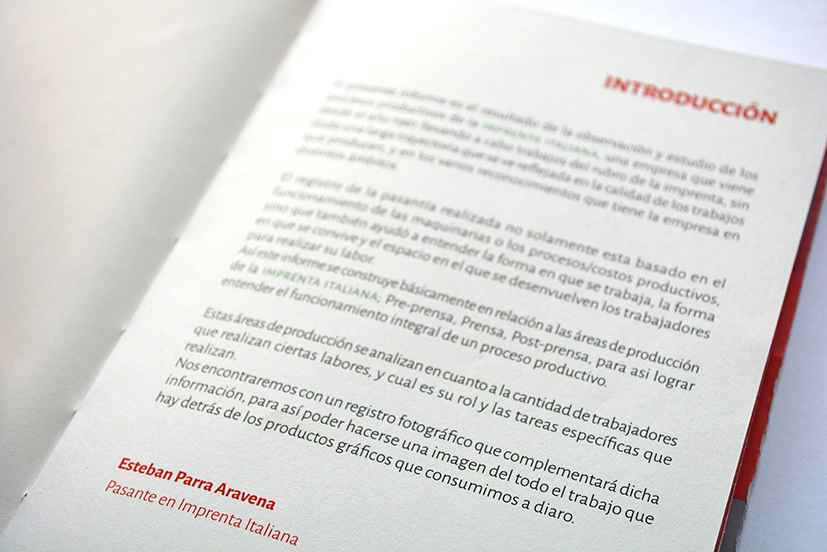 INTRODUCCIÓN
El presente informe es el resultado de la observación y estudio de los
procesos productivos de la IMPRENTA ITALIANA, una empresa que viene
desde el año llevando a cabo trabajos del rubro de la imprenta, sin
duda una larga trayectoria que se ve reflejada en la calidad de los trabajos
que producen, y en los varios reconocimientos que tiene la empresa en
distintos ámbitos.
El registro de la pasantía realizada no solamente esta basado en el
funcionamiento de las maquinarias o los procesos/costos productivos,
sino que también ayudó a entender la forma en que se trabaja, la forma
en que se convive y el espacio en el que se desenvuelven los trabajadores
para realizar su labor.
Así este informe se construye básicamente en relación a las áreas de producción
de la IMPRENTA ITALIANA; Pre-prensa, Prensa, Post-prensa, para asi lograr
entender el funcionamiento integral de un proceso productivo.
Estas áreas de producción se analizan en cuanto a la cantidad de trabajadores
que realizan ciertas labores, y cual es su rol y las tareas específicas que
realizan.
Nos encontraremos con un registro fotográfico que complementará dicha
información, para así poder hacerse una imagen del todo el trabajo que
hay detrás de los productos gráficos que consumimos a diaro.
Esteban Parra Aravena
Pasante en Imprenta Italiana